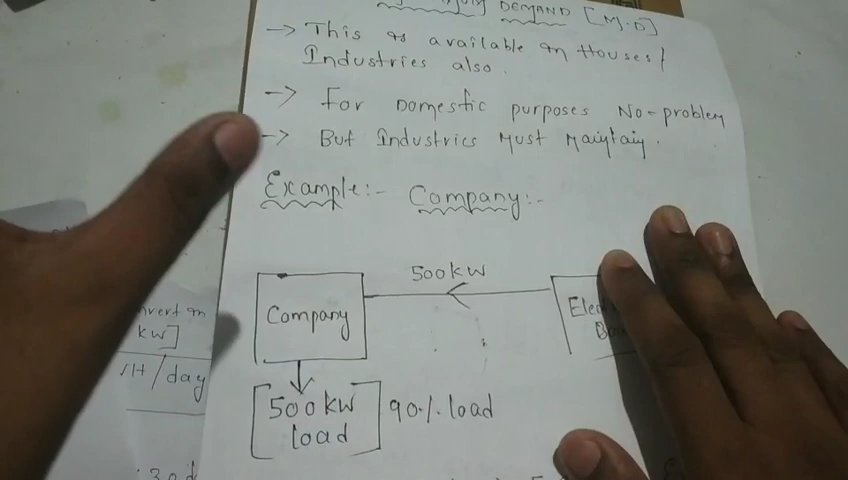 DEMAND [M.D]
→ This is available in Houses/
Industries also.
→ For Domestic purposes No-problem
→ But Industries Must Maintain.
Example:- Company:-
500kW
Company
500kW
load
90% load
kW]
/day